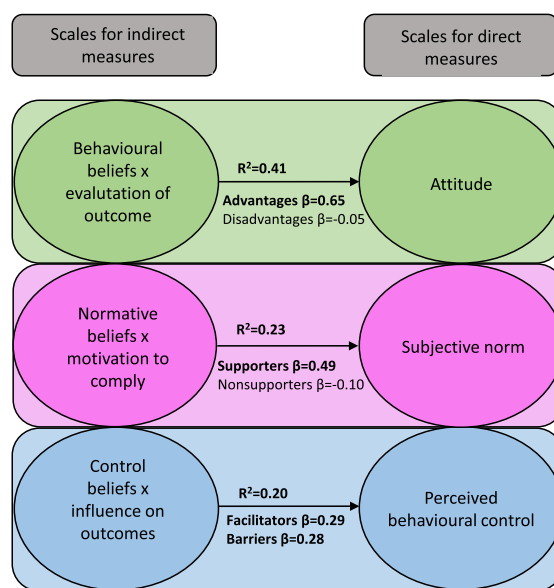 Scales for indirect
measures
Scales for direct
measures
Behavioural
beliefs x
evalutation of
outcome
R²=0.41
Advantages β=0.65
Disadvantages β=-0.05
Attitude
Normative
beliefs x
motivation to
comply
R²=0.23
Supporters β=0.49
Nonsupporters β=-0.10
Subjective norm
Control
beliefs x
influence on
outcomes
R²=0.20
Facilitators β=0.29
Barriers β=0.28
Perceived
behavioural control